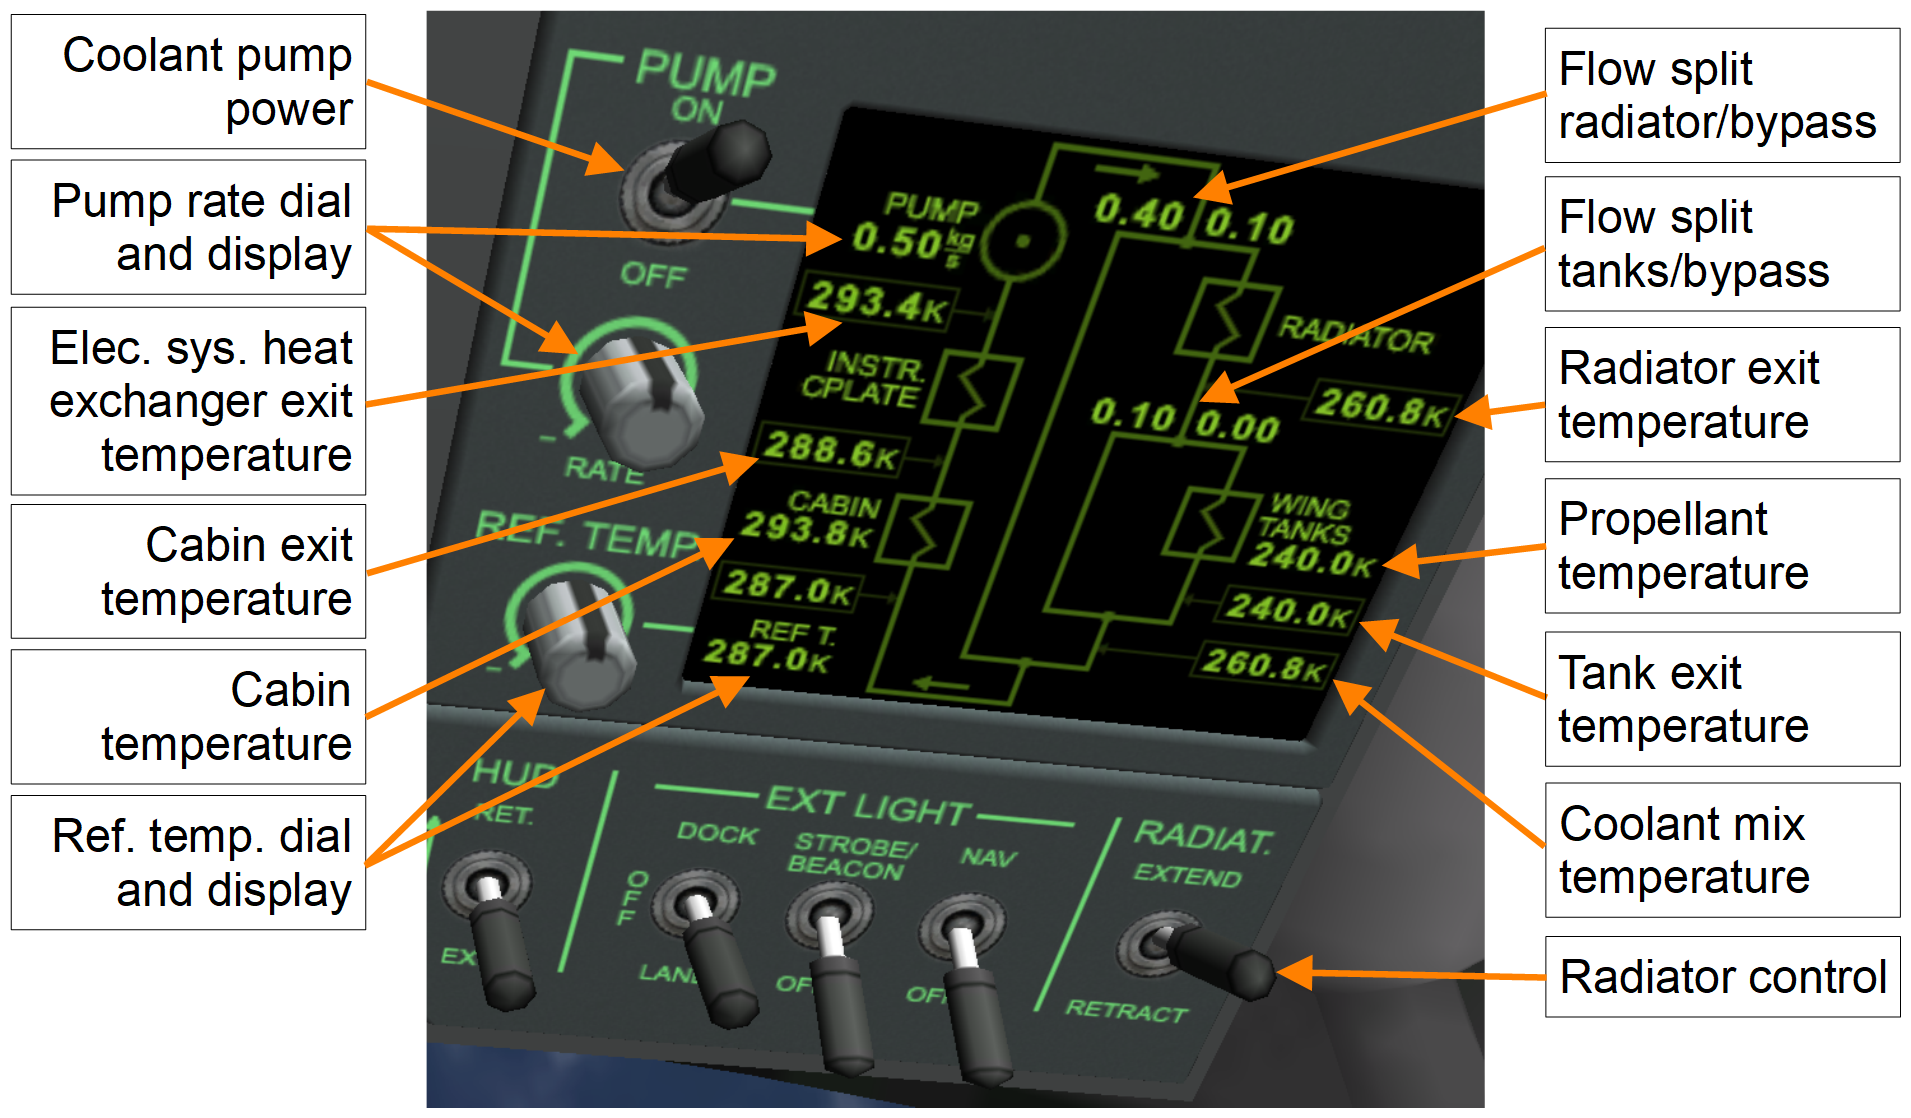 Coolant pump
power
Pump rate dial
and display
Elec. sys. heat
exchanger exit
temperature
Cabin exit
temperature
Cabin
temperature
Ref. temp. dial
and display
PUMP
ON
OFF
RATE
REF. TEMP
PUMP
0.50 kg/s
293.4K
INSTR.
CPLATE
288.6K
CABIN
293.8K
287.0K
REF T.
287.0K
0.40 0.10
RADIATOR
260.8K
0.10 0.00
WING
TANKS
240.0K
240.0K
260.8K
HUD
RET.
EXT LIGHT
DOCK
OFF
LAND
STROBE/
BEACON
NAV
RADIAT.
EXTEND
RETRACT
Flow split
radiator/bypass
Flow split
tanks/bypass
Radiator exit
temperature
Propellant
temperature
Tank exit
temperature
Coolant mix
temperature
Radiator control